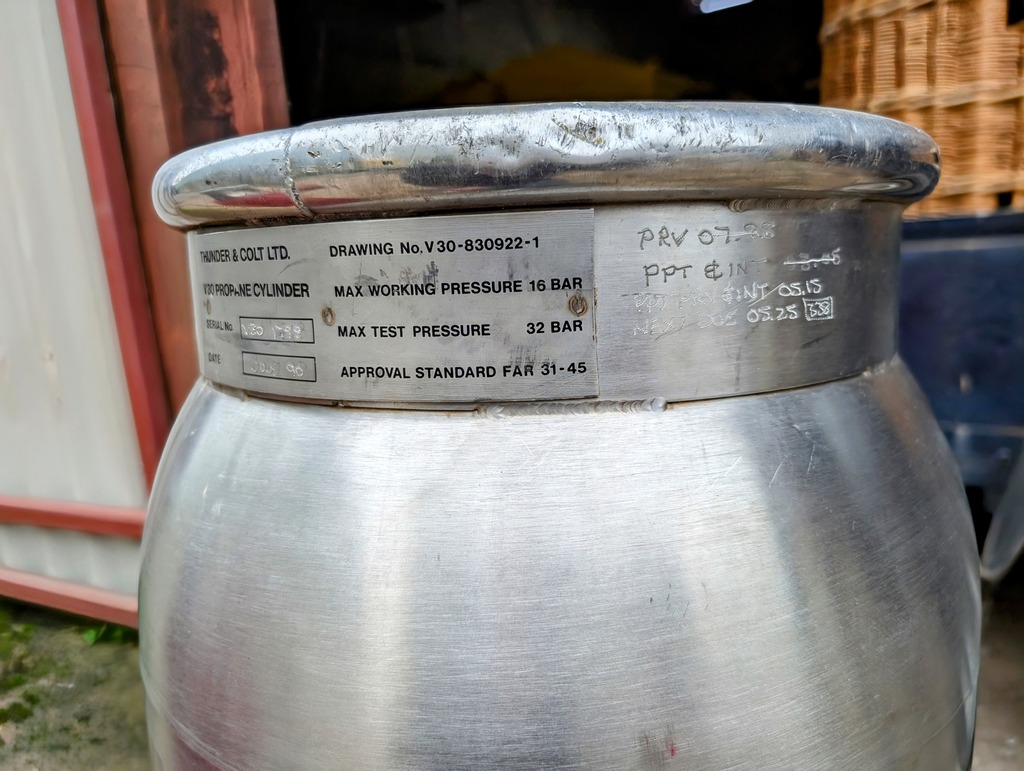 THUNDER & COLT LTD.
V30 PROPANE CYLINDER
SERIAL No.
DATE
DRAWING No. V30-830922-1
MAX WORKING PRESSURE 16 BAR
MAX TEST PRESSURE 32 BAR
APPROVAL STANDARD FAR 31-45
PRV 07.
PPT & INT
&INT 05.15
NEXT DUE 05.25